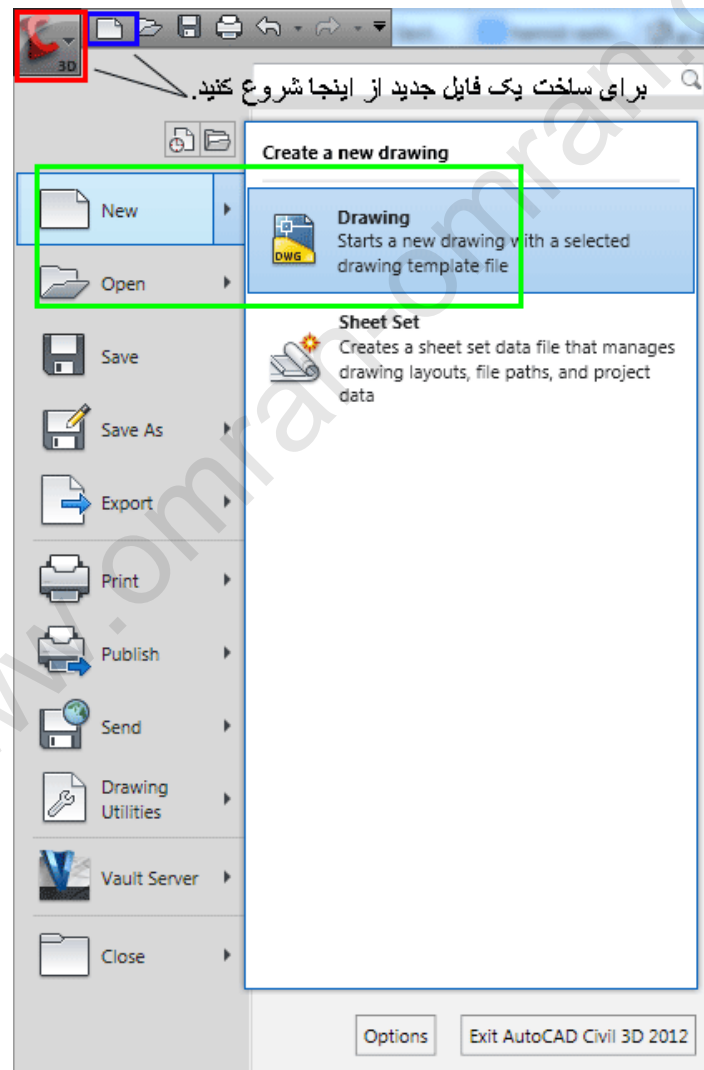 3D
برای ساخت یک فایل جدید از اینجا شروع کنید.
Create a new drawing
New
Drawing
Starts a new drawing with a selected
drawing template file
DWG
Open
Sheet Set
Creates a sheet set data file that manages
drawing layouts, file paths, and project
data
Save
Save As
Export
Print
Publish
Send
Drawing
Utilities
Vault Server
Close
Options
Exit AutoCAD Civil 3D 2012